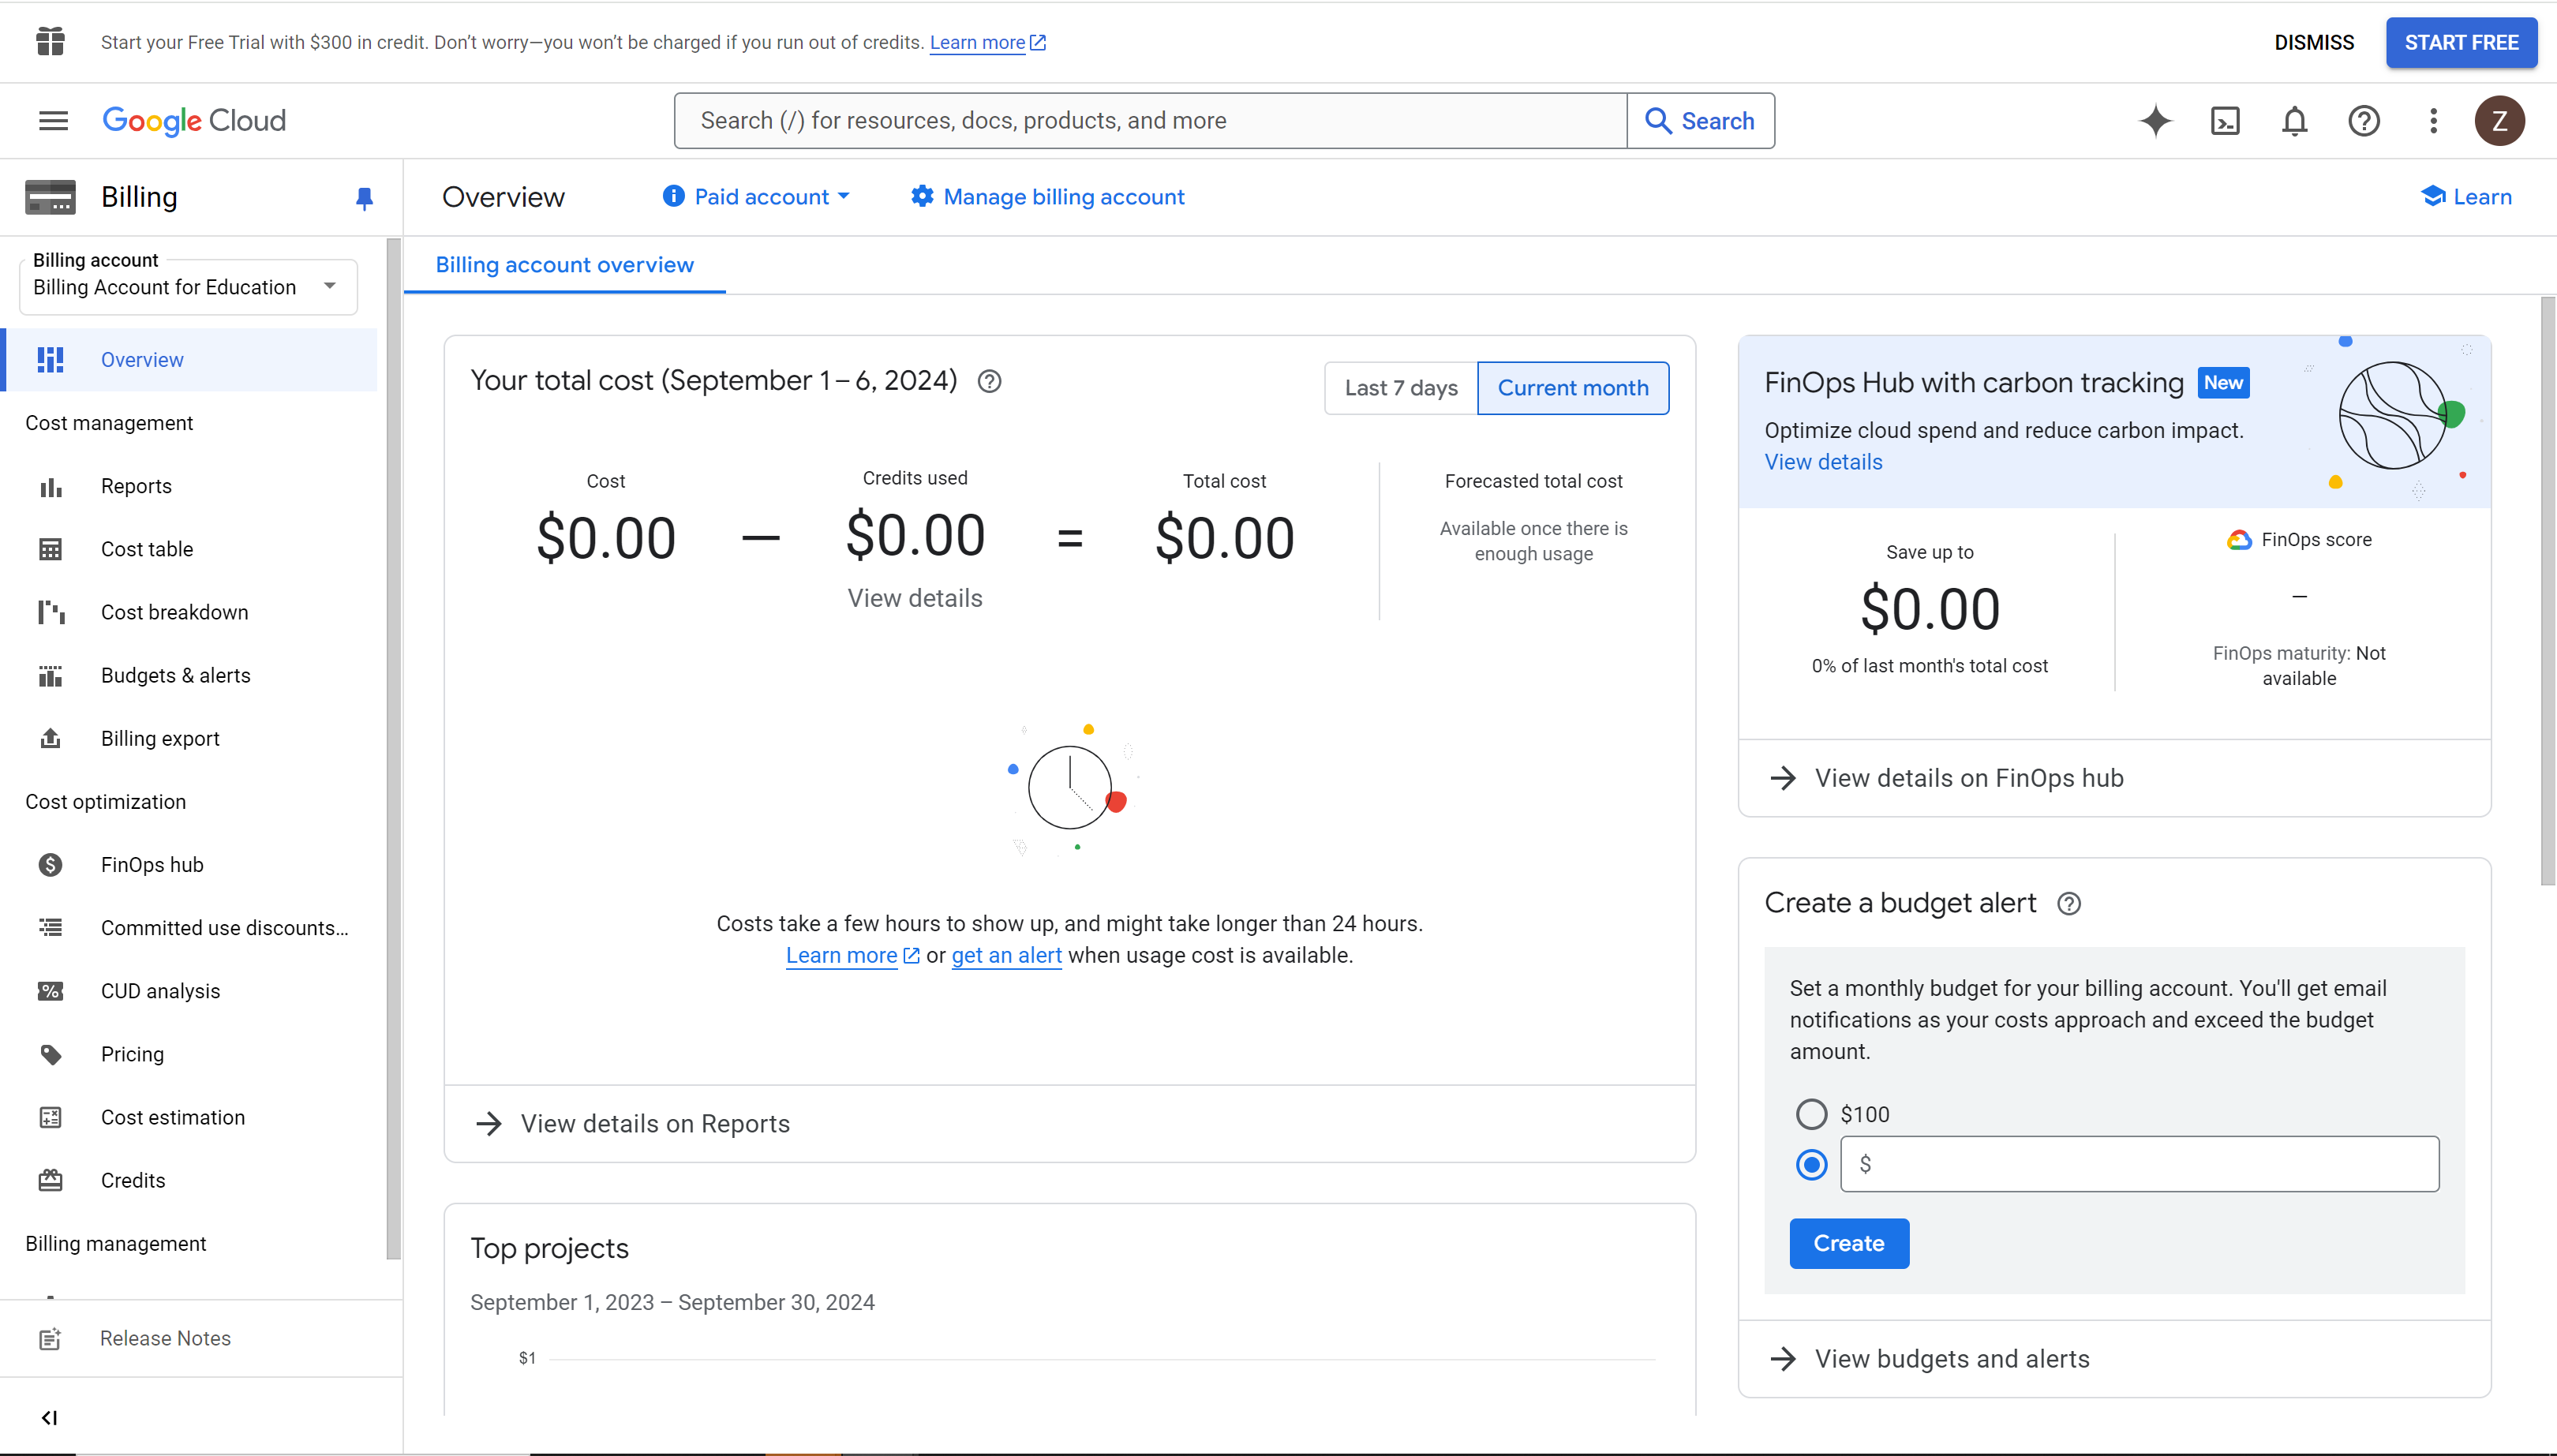 Start your Free Trial with $300 in credit. Don’t worry—you won’t be charged if you run out of credits. Learn more
DISMISS
START FREE
Google Cloud
Search (/) for resources, docs, products, and more
Search
Z
Billing
Overview
Paid account
Manage billing account
Learn
Billing account
Billing Account for Education
Overview
Cost management
Reports
Cost table
Cost breakdown
Budgets & alerts
Billing export
Cost optimization
FinOps hub
Committed use discounts...
CUD analysis
Pricing
Cost estimation
Credits
Billing management
Release Notes
Billing account overview
Your total cost (September 1 – 6, 2024)
Last 7 days
Current month
Cost
$0.00
—
Credits used
$0.00
View details
=
Total cost
$0.00
Forecasted total cost
Available once there is
enough usage
Costs take a few hours to show up, and might take longer than 24 hours.
Learn more or get an alert when usage cost is available.
View details on Reports
Top projects
September 1, 2023 – September 30, 2024
$1
FinOps Hub with carbon tracking New
Optimize cloud spend and reduce carbon impact.
View details
Save up to
$0.00
0% of last month's total cost
FinOps score
—
FinOps maturity: Not
available
View details on FinOps hub
Create a budget alert
Set a monthly budget for your billing account. You'll get email
notifications as your costs approach and exceed the budget
amount.
$100
$
Create
View budgets and alerts